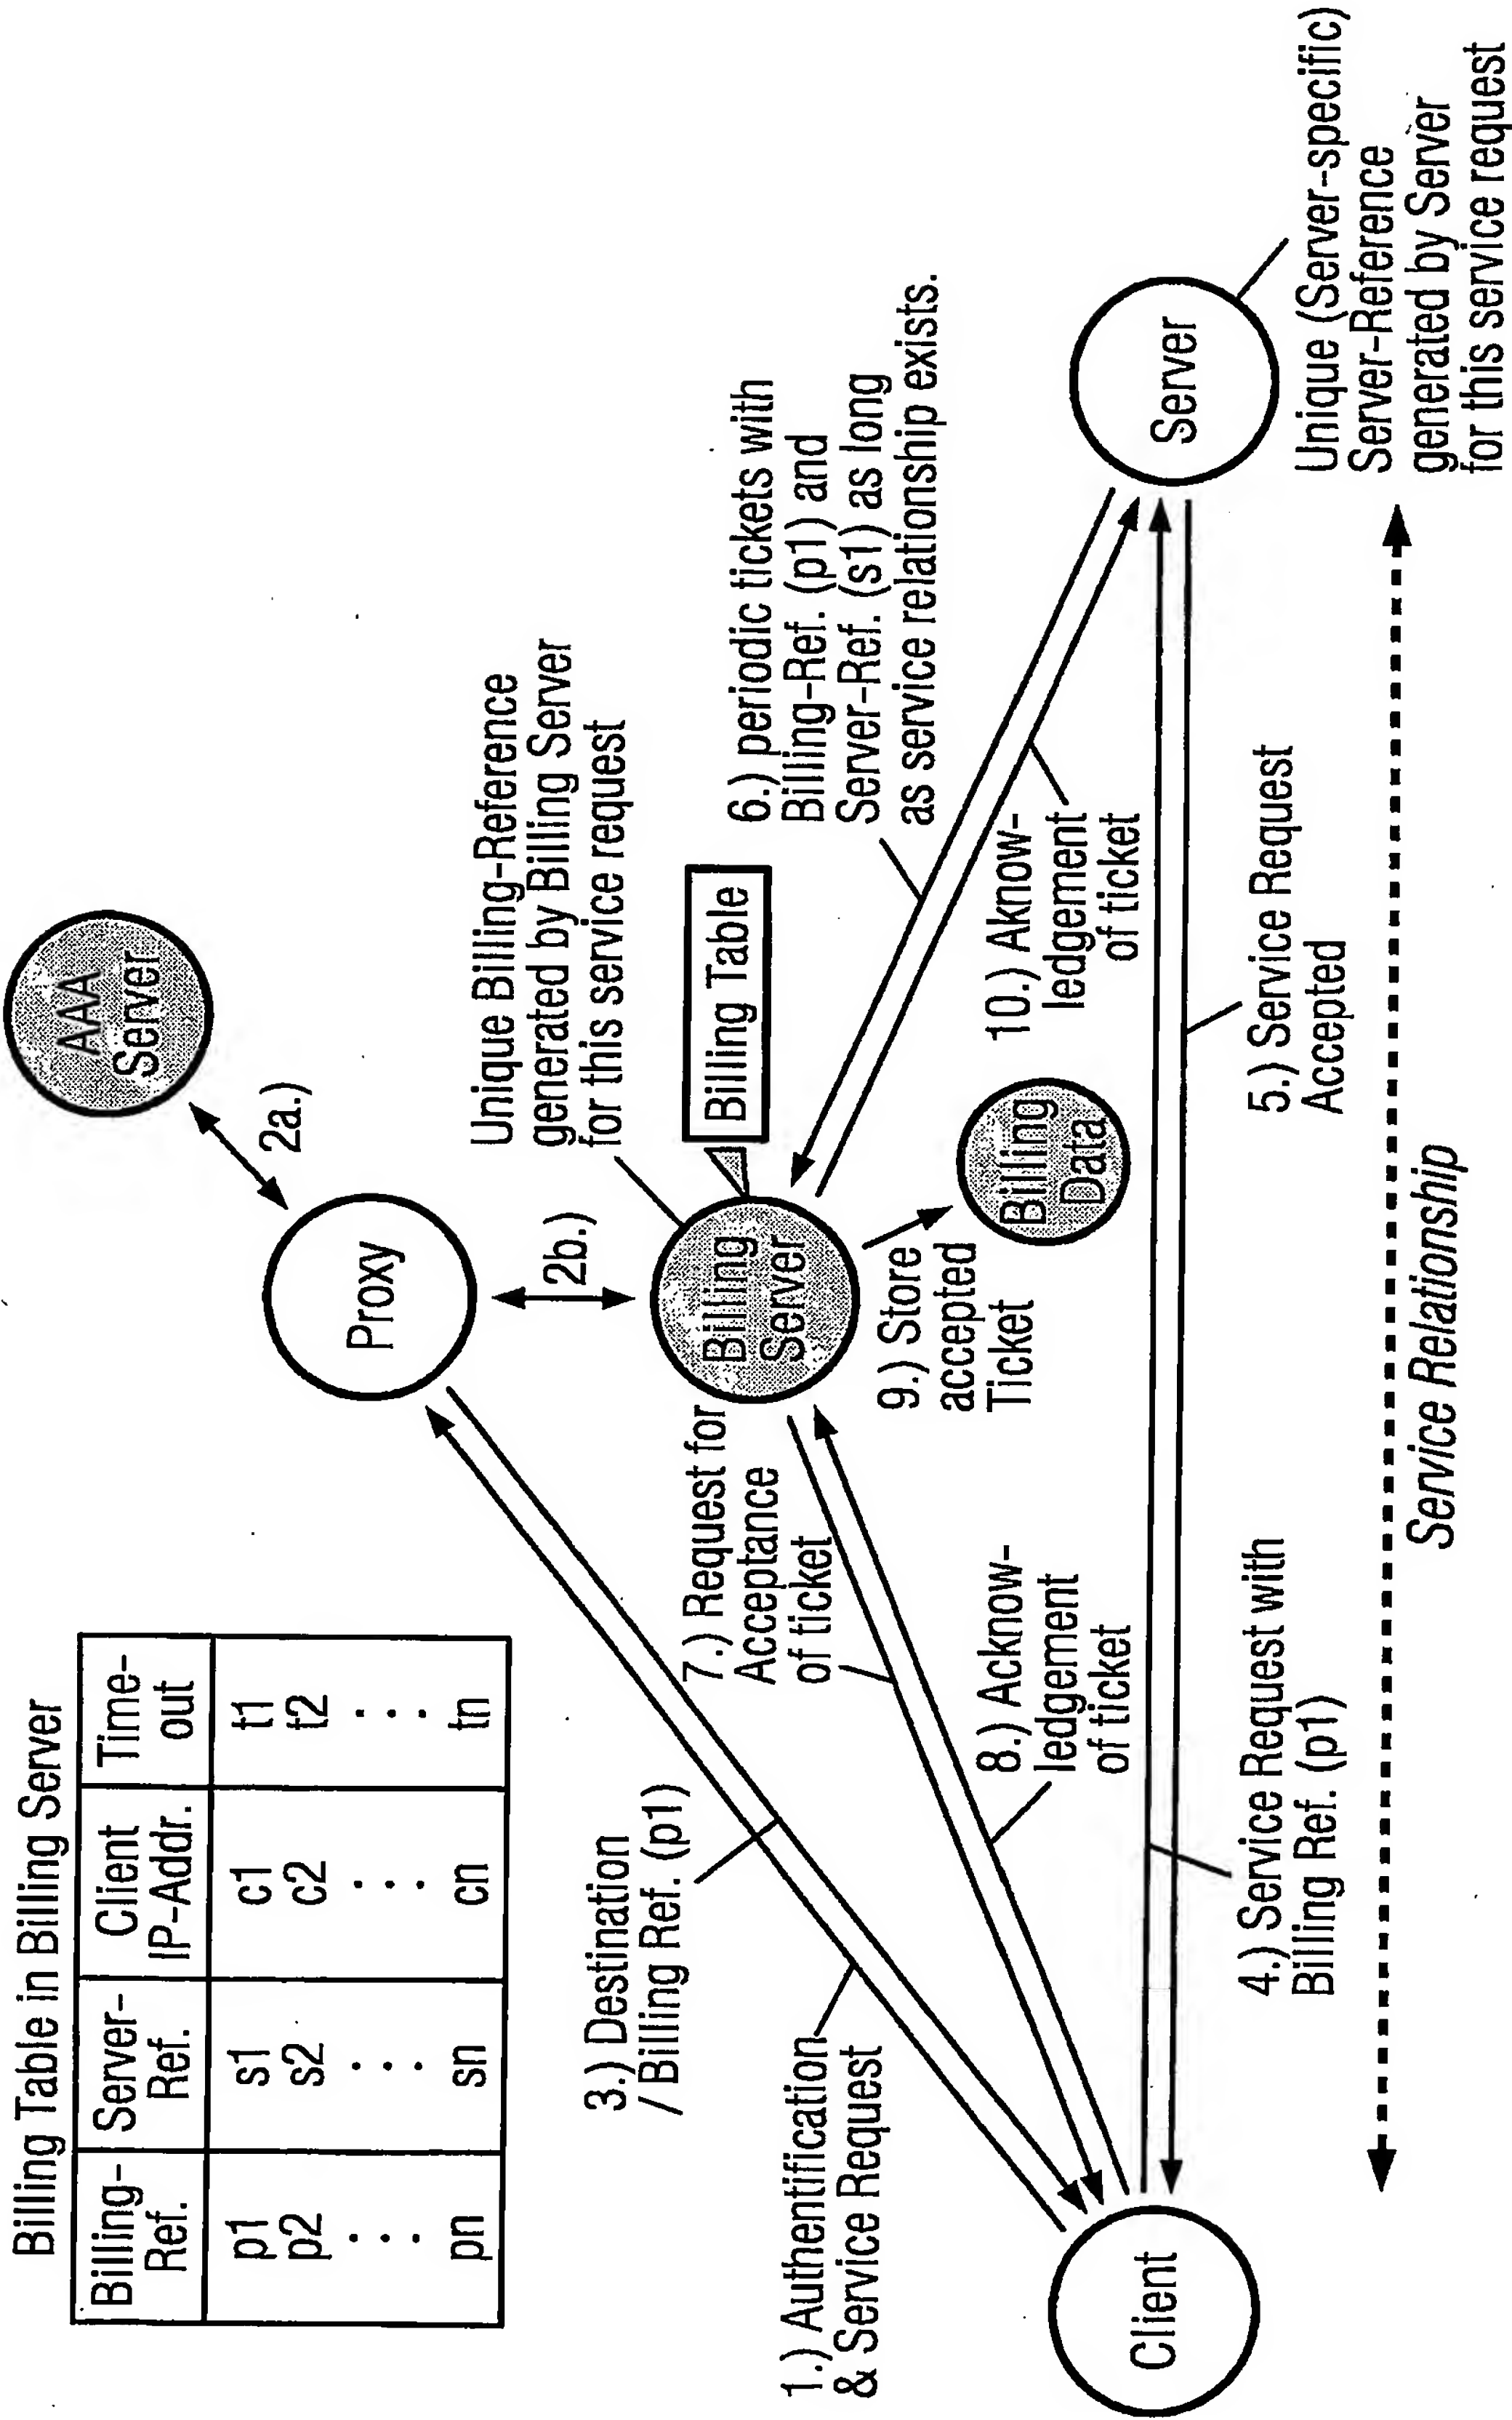 Billing Table in Billing Server
Billing-
Ref.
Server-
Ref.
Client
IP-Addr.
Time-
out
p1 s1 c1 t1
p2 s2 c2 t2
pn sn cn tn
AAA
Server
2a.)
Proxy
2b.)
Unique Billing-Reference
generated by Billing Server
for this service request
3.) Destination
/ Billing Ref. (p1)
1.) Authentification
& Service Request
7.) Request for
Acceptance
of ticket
Billing
Server
Billing Table
6.) periodic tickets with
Billing-Ref. (p1) and
Server-Ref. (s1) as long
as service relationship exists.
9.) Store
accepted
Ticket
Billing
Data
10.) Aknow-
ledgement
of ticket
8.) Acknow-
ledgement
of ticket
Client
Server
4.) Service Request with
Billing Ref. (p1)
5.) Service Request
Accepted
Unique (Server-specific)
Server-Reference
generated by Server
for this service request
Service Relationship